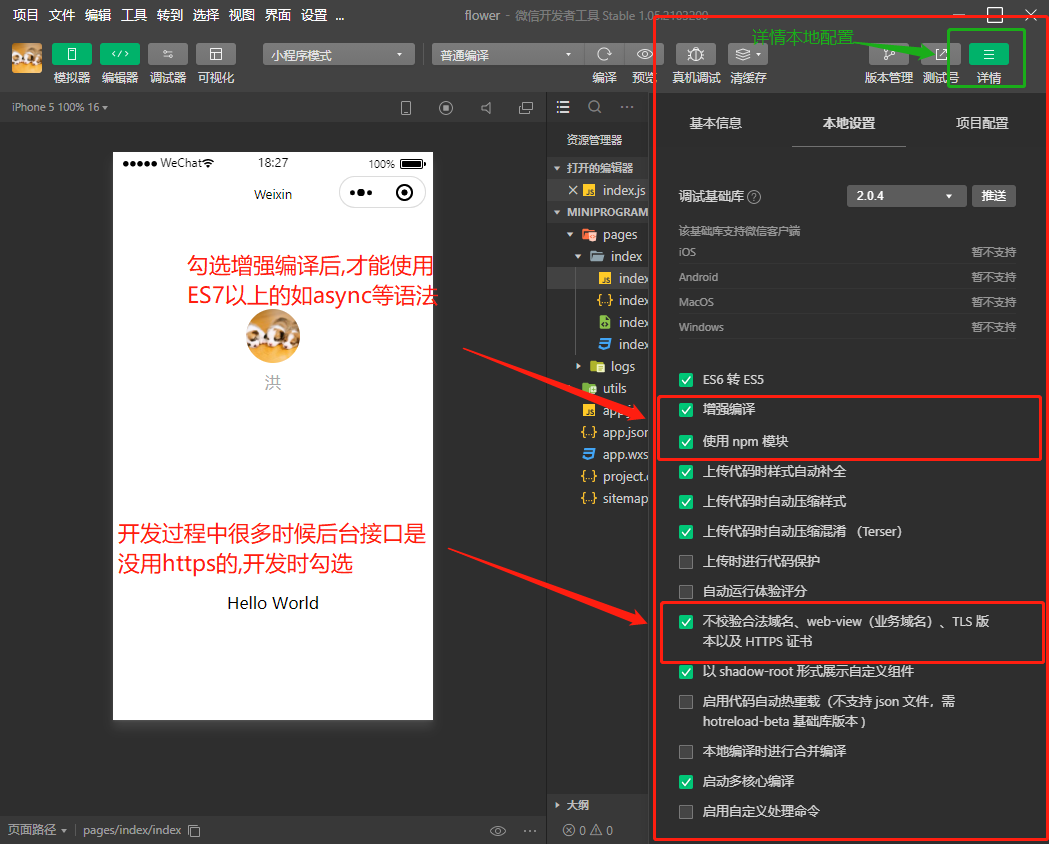 项目 文件 编辑 工具 转到 选择 视图 界面 设置 ...
flower - 微信开发者工具 Stable 1.05.2103200
小程序模式
普通编译
详情本地配置
模拟器 编辑器 调试器 可视化
编译 预览 真机调试 清缓存
版本管理 测试号 详情
iPhone 5 100% 16
WeChat 18:27 100%
Weixin
勾选增强编译后,才能使用
ES7以上的如async等语法
洪
开发过程中很多时候后台接口是
没用https的,开发时勾选
Hello World
页面路径 pages/index/index
资源管理器
打开的编辑器
index.js
MINIPROGRAM
pages
index
index
index
index
index
logs
utils
app.j
app.json
app.wxs
project.c
sitemap
大纲
0 0
基本信息 本地设置 项目配置
调试基础库 ? 2.0.4 推送
该基础库支持微信客户端
iOS 暂不支持
Android 暂不支持
MacOS 暂不支持
Windows 暂不支持
ES6 转 ES5
增强编译
使用 npm 模块
上传代码时样式自动补全
上传代码时自动压缩样式
上传代码时自动压缩混淆 （Terser）
上传时进行代码保护
自动运行体验评分
不校验合法域名、web-view（业务域名）、TLS 版
本以及 HTTPS 证书
以 shadow-root 形式展示自定义组件
启用代码自动热重载（不支持 json 文件，需
hotreload-beta 基础库版本 ）
本地编译时进行合并编译
启动多核心编译
启用自定义处理命令